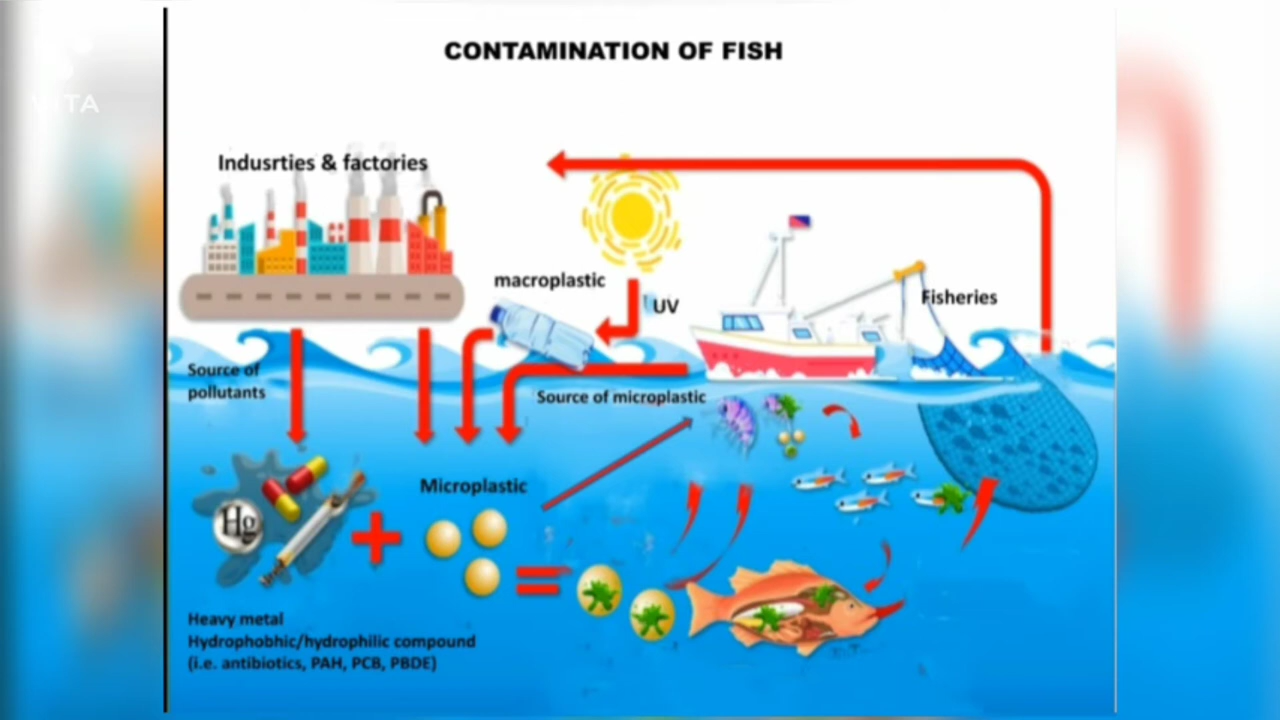 CONTAMINATION OF FISH
Indusrties & factories
macroplastic
UV
Fisheries
Source of
pollutants
Source of microplastic
Microplastic
Hg
Heavy metal
Hydrophobhic/hydrophilic compound
(i.e. antibiotics, PAH, PCB, PBDE)